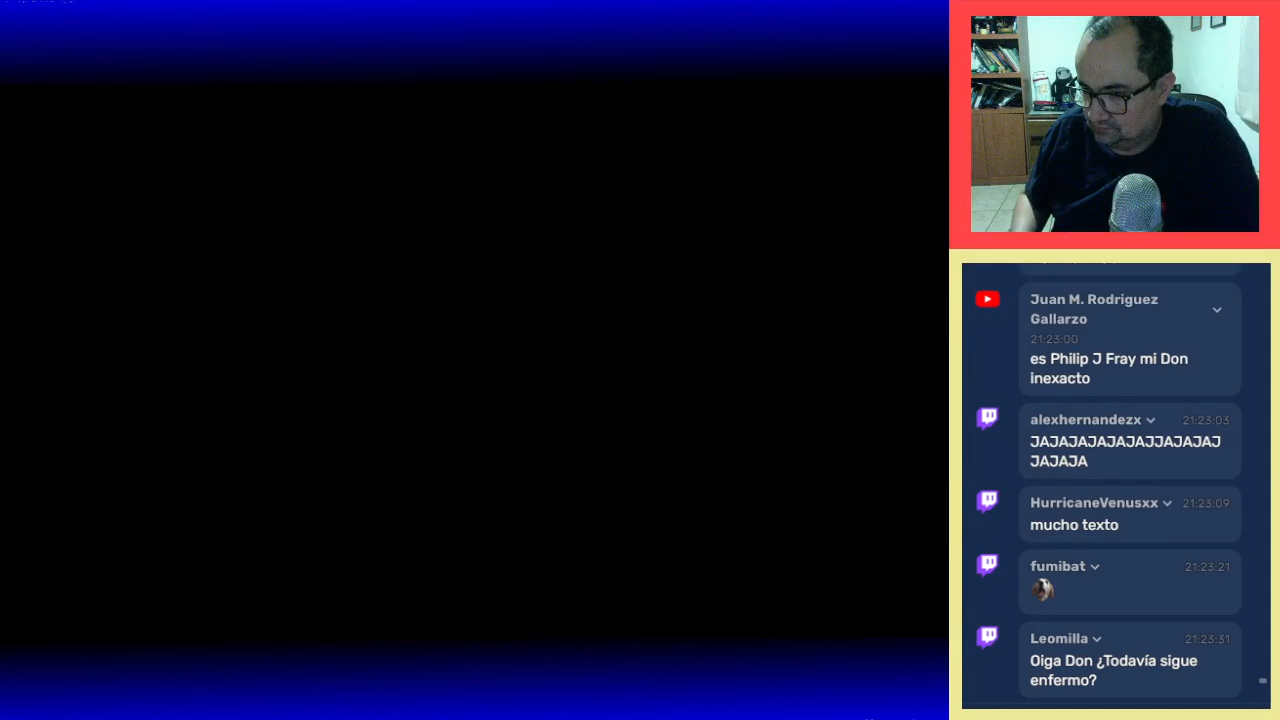 Juan M. Rodriguez
Gallarzo
21:23:00
es Philip J Fray mi Don
inexacto
alexhernandezx 21:23:03
JAJAJAJAJAJAJJAJAJAJ
JAJAJA
HurricaneVenusxx 21:23:09
mucho texto
fumibat 21:23:21
Leomilla 21:23:31
Oiga Don ¿Todavía sigue
enfermo?